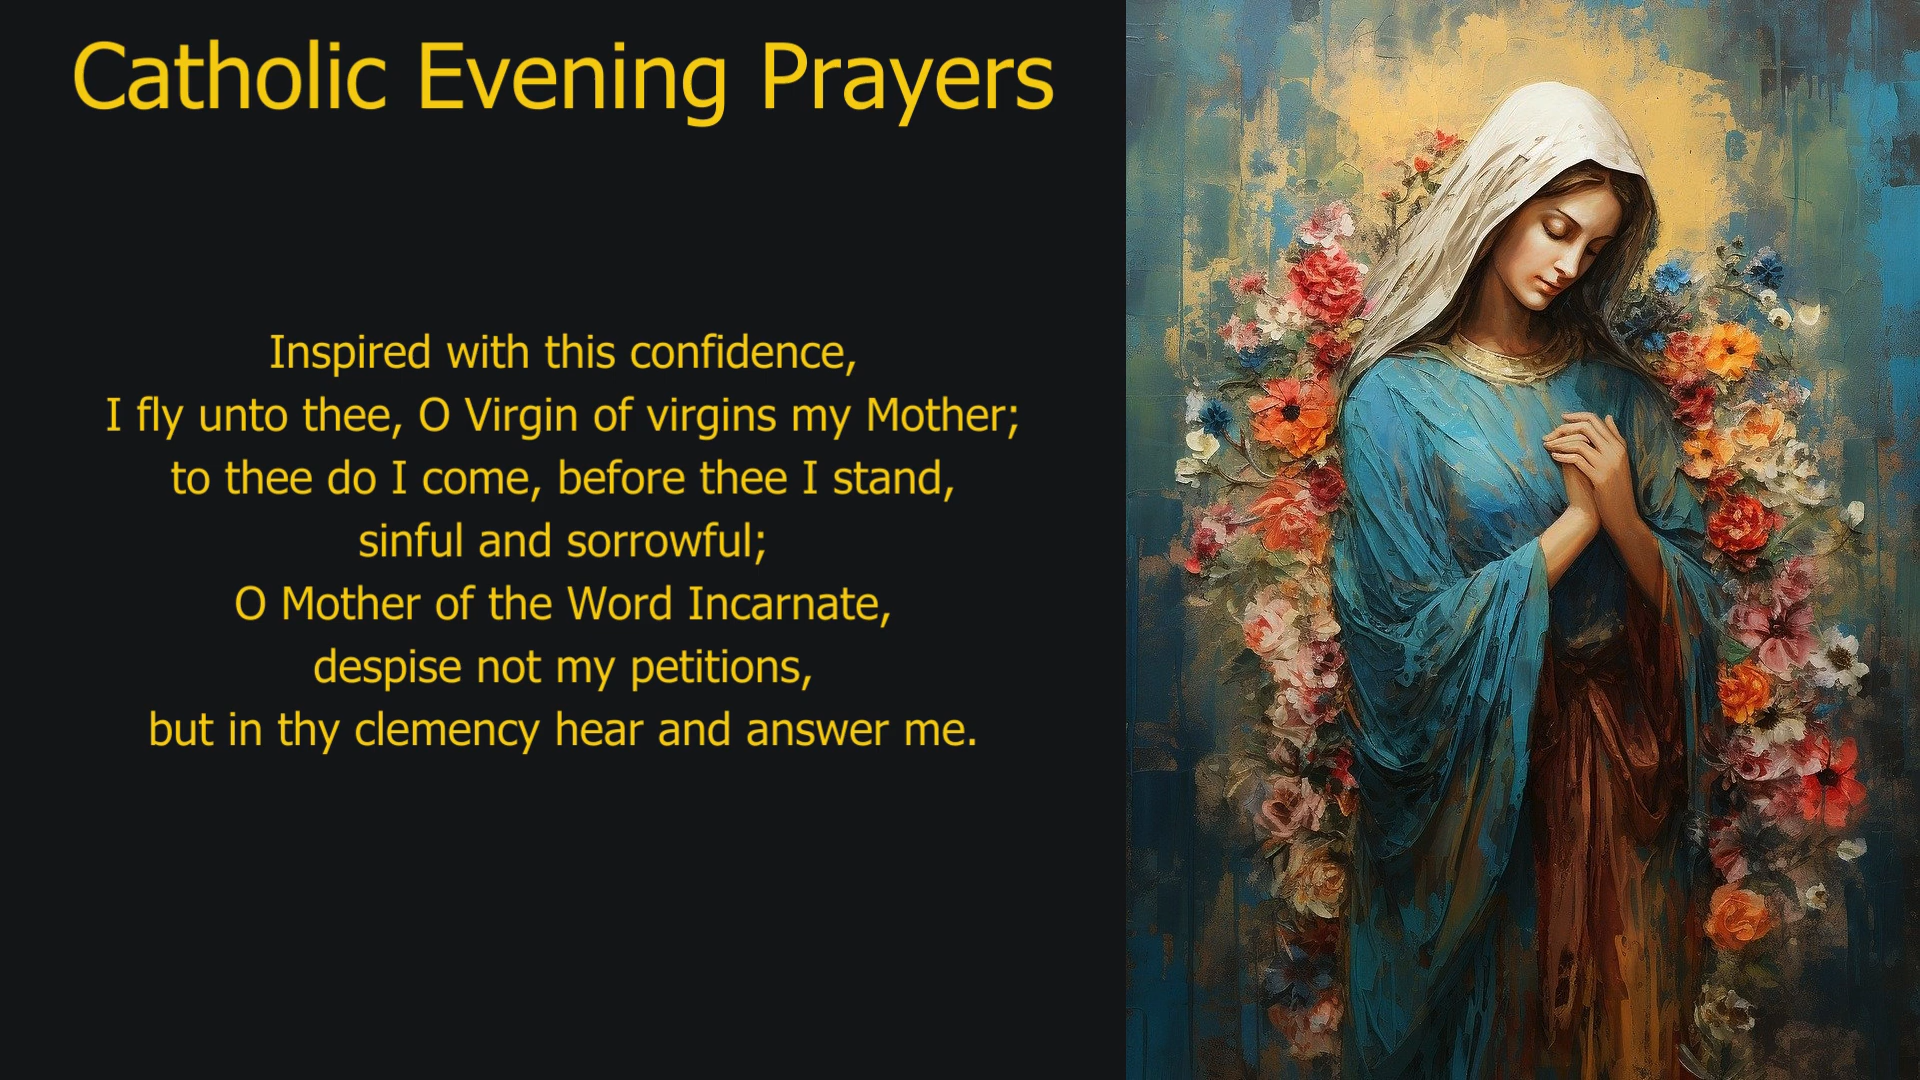 Catholic Evening Prayers
Inspired with this confidence,
I fly unto thee, O Virgin of virgins my Mother;
to thee do I come, before thee I stand,
sinful and sorrowful;
O Mother of the Word Incarnate,
despise not my petitions,
but in thy clemency hear and answer me.